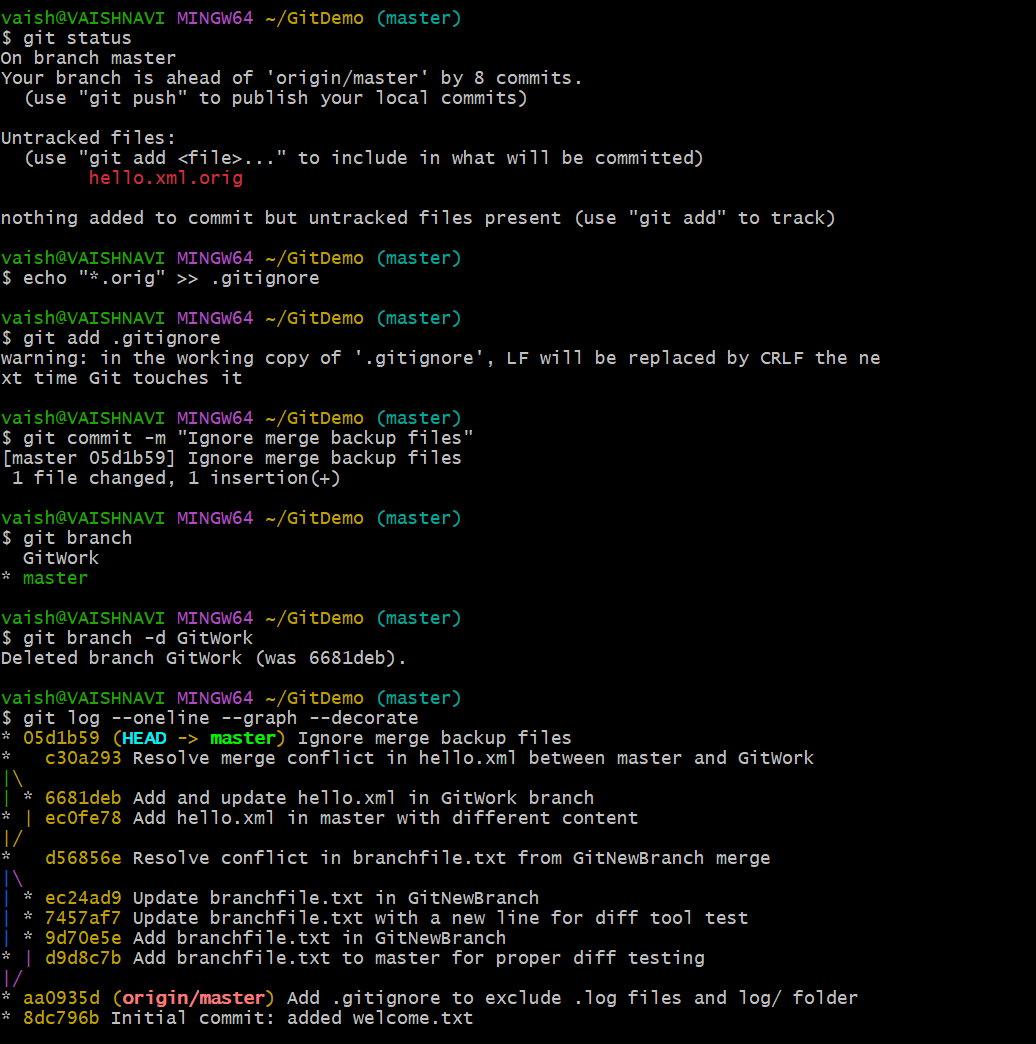 vaish@VAISHNAVI MINGW64 ~/GitDemo (master)
$ git status
On branch master
Your branch is ahead of 'origin/master' by 8 commits.
  (use "git push" to publish your local commits)

Untracked files:
  (use "git add <file>..." to include in what will be committed)
        hello.xml.orig

nothing added to commit but untracked files present (use "git add" to track)

vaish@VAISHNAVI MINGW64 ~/GitDemo (master)
$ echo "*.orig" >> .gitignore

vaish@VAISHNAVI MINGW64 ~/GitDemo (master)
$ git add .gitignore
warning: in the working copy of '.gitignore', LF will be replaced by CRLF the ne
xt time Git touches it

vaish@VAISHNAVI MINGW64 ~/GitDemo (master)
$ git commit -m "Ignore merge backup files"
[master 05d1b59] Ignore merge backup files
 1 file changed, 1 insertion(+)

vaish@VAISHNAVI MINGW64 ~/GitDemo (master)
$ git branch
  GitWork
* master

vaish@VAISHNAVI MINGW64 ~/GitDemo (master)
$ git branch -d GitWork
Deleted branch GitWork (was 6681deb).

vaish@VAISHNAVI MINGW64 ~/GitDemo (master)
$ git log --oneline --graph --decorate
* 05d1b59 (HEAD -> master) Ignore merge backup files
*   c30a293 Resolve merge conflict in hello.xml between master and GitWork
|\
| * 6681deb Add and update hello.xml in GitWork branch
* | ec0fe78 Add hello.xml in master with different content
|/
*   d56856e Resolve conflict in branchfile.txt from GitNewBranch merge
|\
| * ec24ad9 Update branchfile.txt in GitNewBranch
| * 7457af7 Update branchfile.txt with a new line for diff tool test
| * 9d70e5e Add branchfile.txt in GitNewBranch
* | d9d8c7b Add branchfile.txt to master for proper diff testing
|/
* aa0935d (origin/master) Add .gitignore to exclude .log files and log/ folder
* 8dc796b Initial commit: added welcome.txt